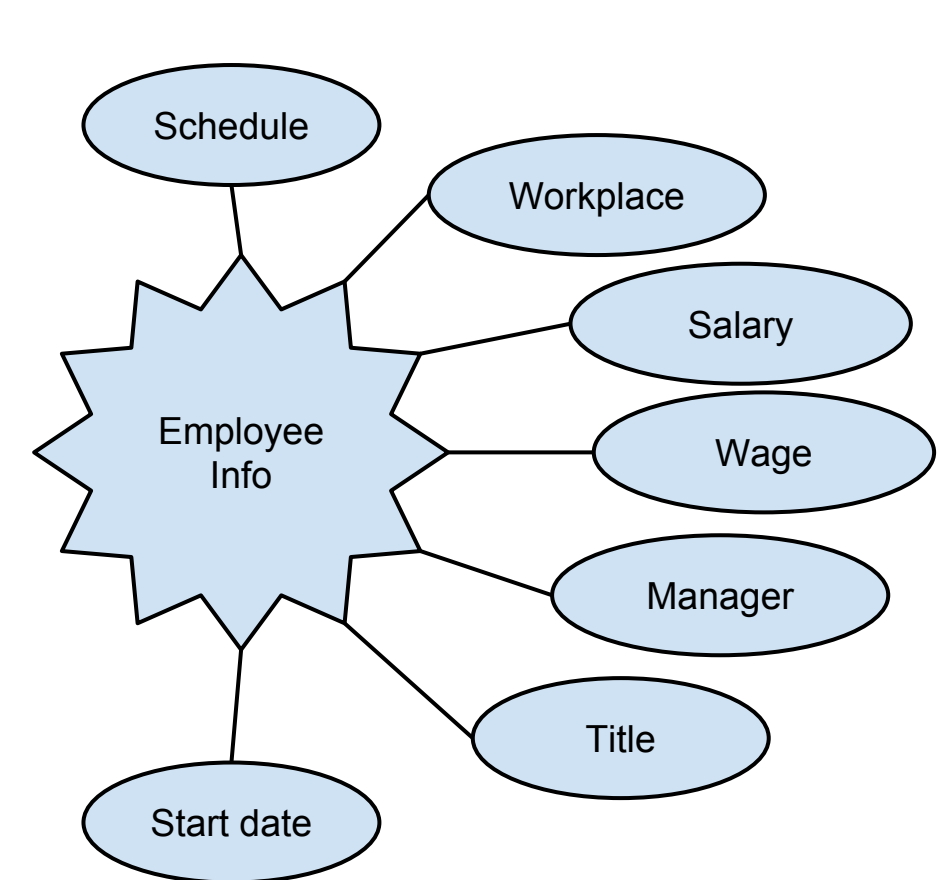 Schedule
Workplace
Salary
Employee
Info
Wage
Manager
Title
Start date